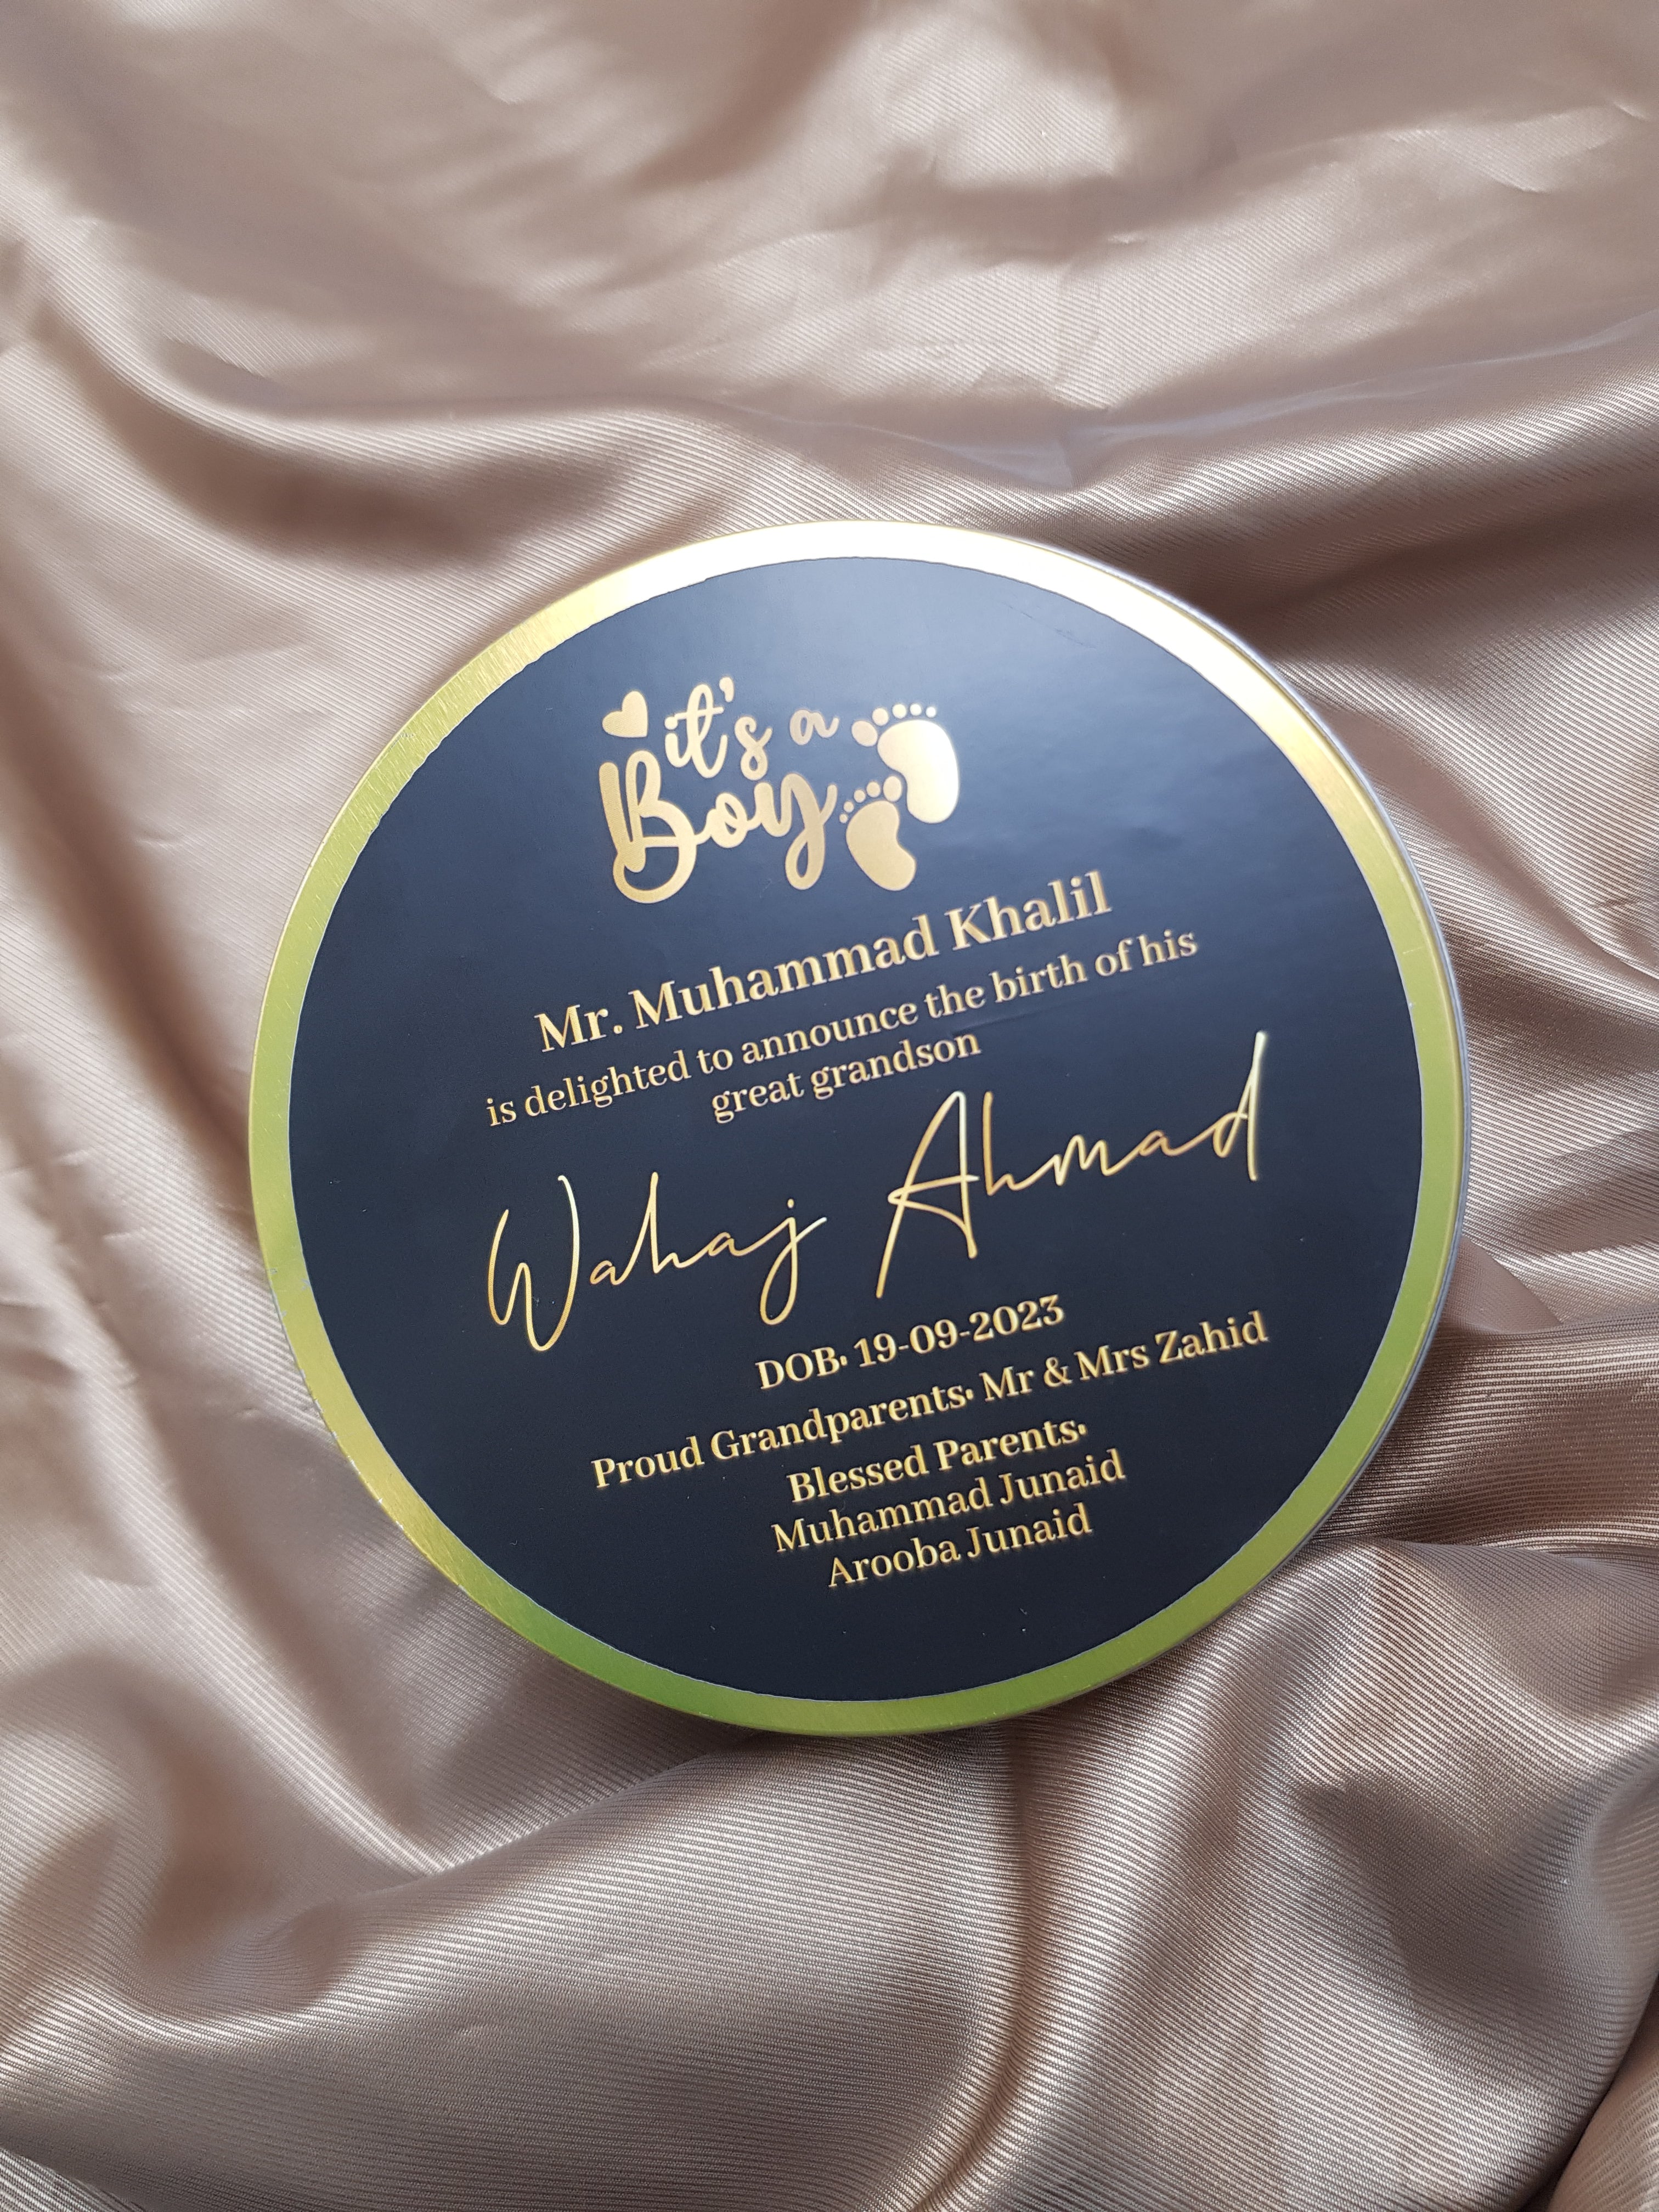 it's a
Boy
Mr. Muhammad Khalil
is delighted to announce the birth of his
great grandson
Wahaj Ahmad
DOB: 19-09-2023
Proud Grandparents: Mr & Mrs Zahid
Blessed Parents:
Muhammad Junaid
Arooba Junaid